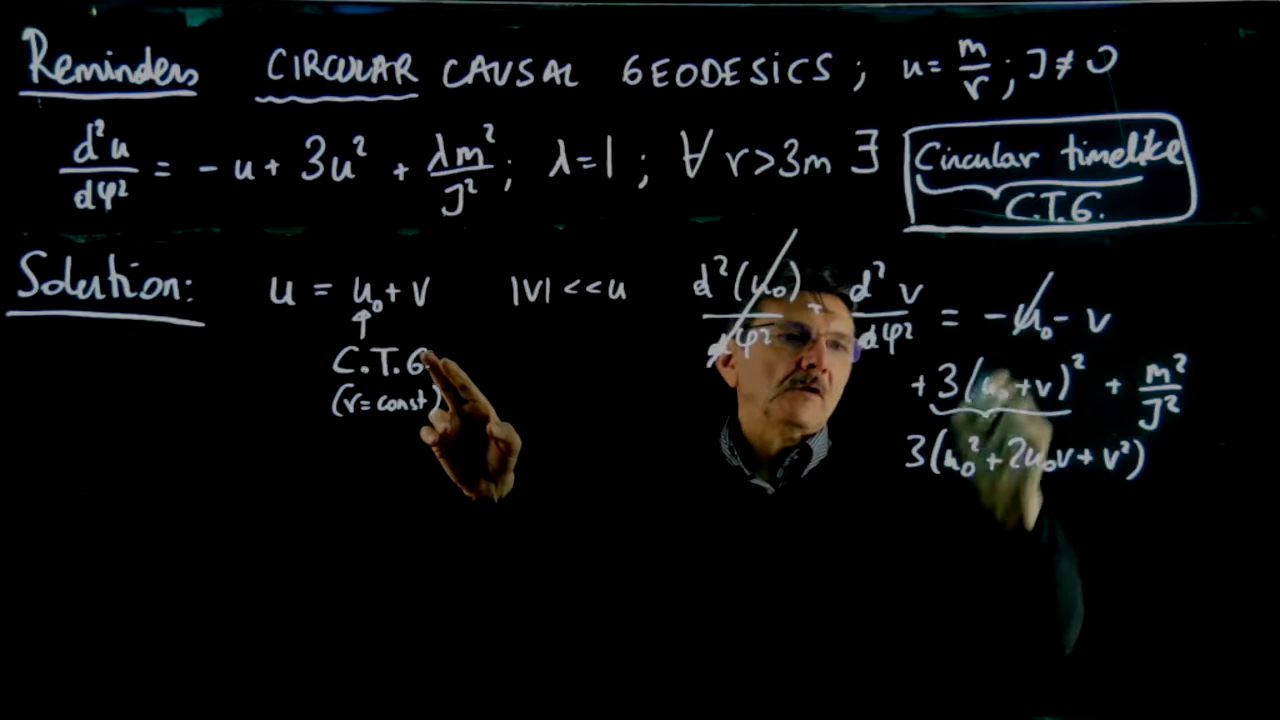 Reminders CIRCULAR CAUSAL GEODESICS ; u = m/r ; J ≠ 0
d²u/dφ² = - u + 3u² + λm²/J² ; λ=1 ; ∀ r>3m ∃ Circular timelike
C.T.G.
Solution: u = u₀ + v |v| << u d²(u₀)/dφ² + d²v/dφ² = - u₀ - v
C.T.G.
(r = const)
+ 3(u₀+v)² + m²/J²
3(u₀² + 2u₀v + v²)